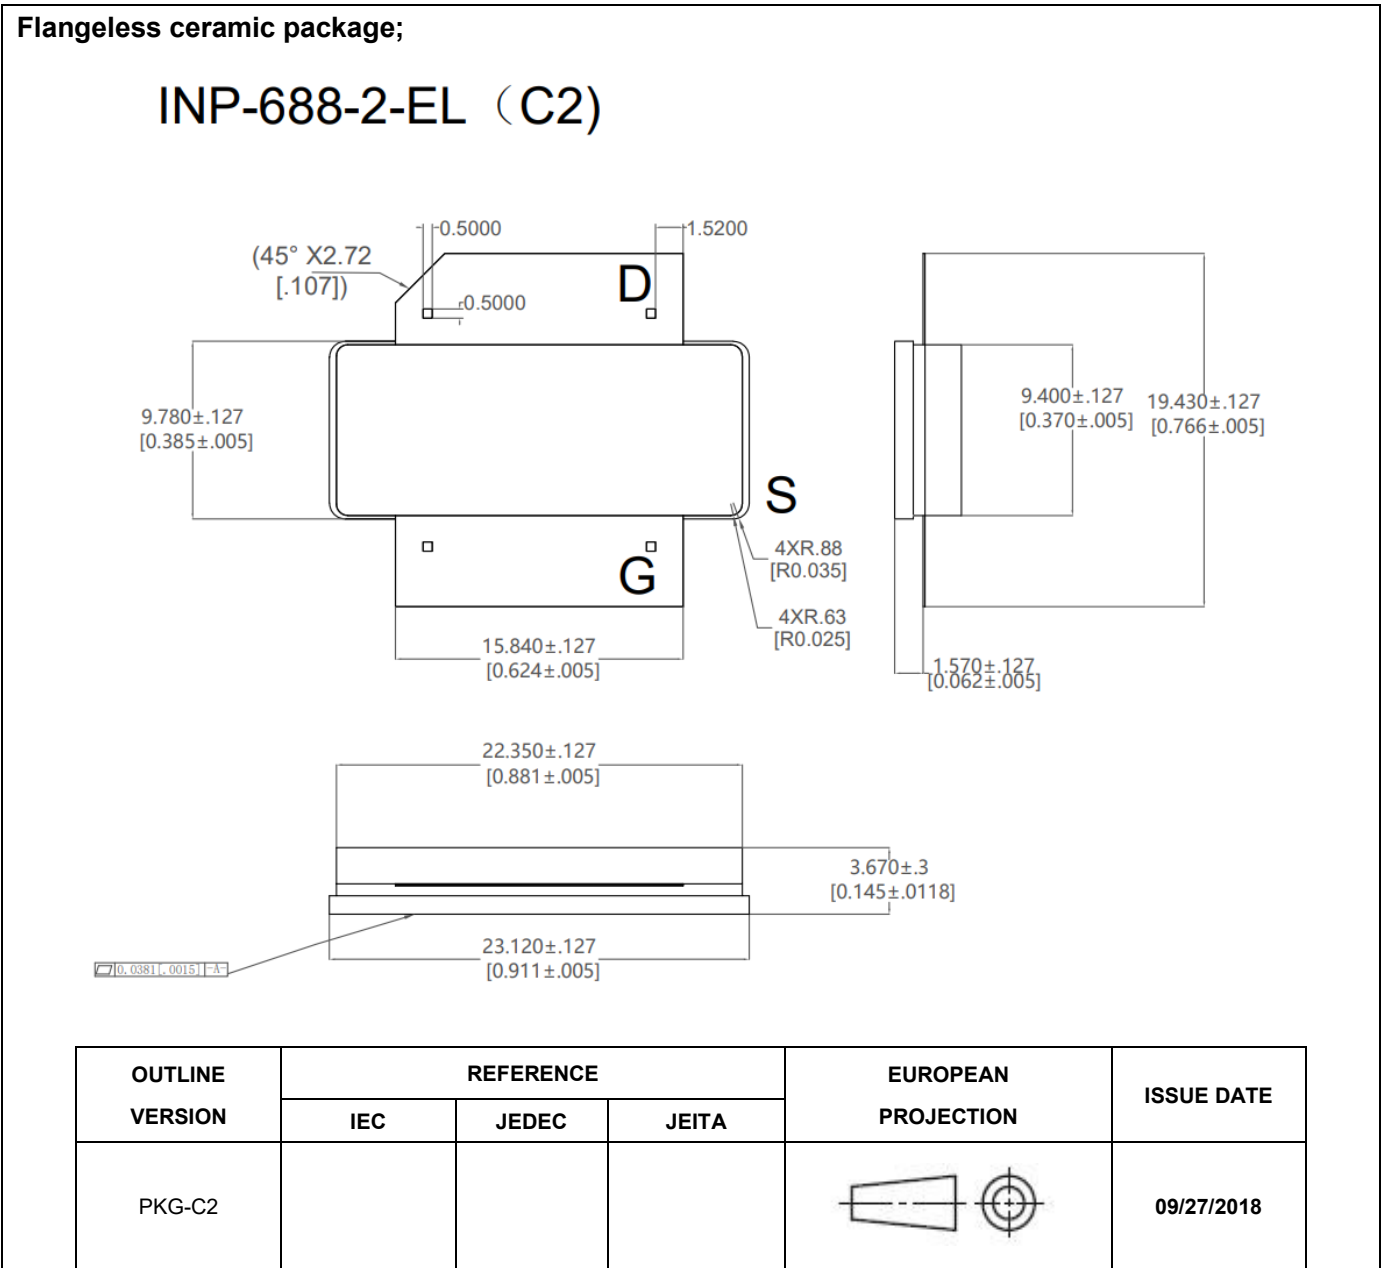 Flangeless ceramic package;
INP-688-2-EL（C2)
0.5000
1.5200
(45° X2.72
[.107])
D
0.5000
9.780±.127
[0.385±.005]
9.400±.127
[0.370±.005]
19.430±.127
[0.766±.005]
S
4XR.88
[R0.035]
G
4XR.63
[R0.025]
15.840±.127
[0.624±.005]
1.570±.127
[0.062±.005]
22.350±.127
[0.881±.005]
3.670±.3
[0.145±.0118]
23.120±.127
[0.911±.005]
0.0381[.0015] -A-
OUTLINE VERSION
REFERENCE
EUROPEAN PROJECTION
ISSUE DATE
IEC JEDEC JEITA
PKG-C2 09/27/2018